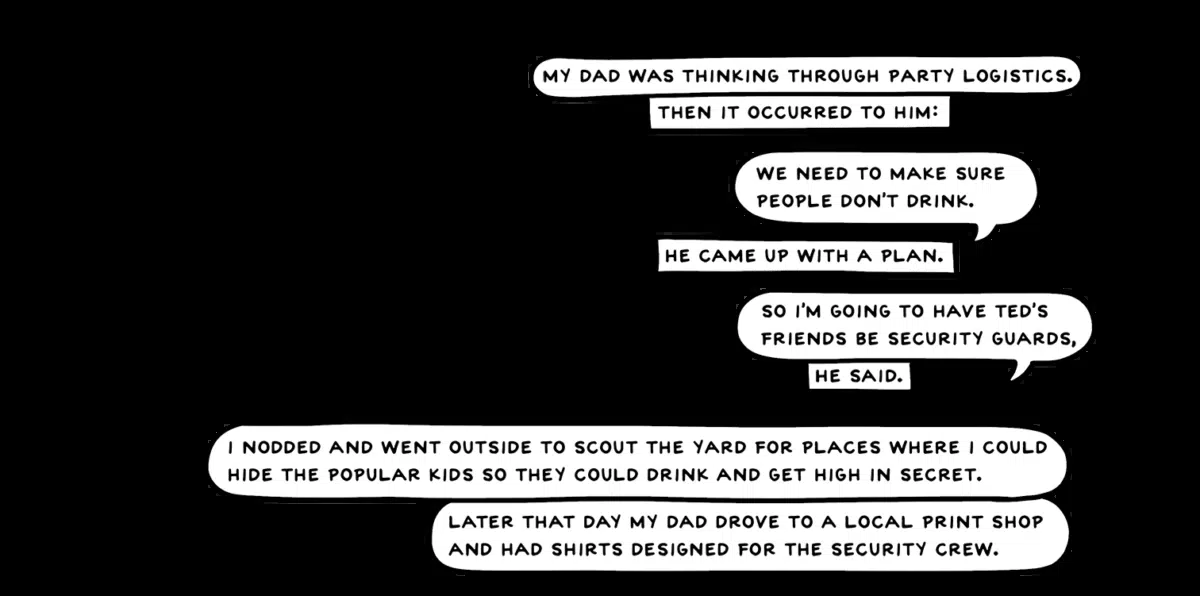 MY DAD WAS THINKING THROUGH PARTY LOGISTICS.
THEN IT OCCURRED TO HIM:
WE NEED TO MAKE SURE
PEOPLE DON'T DRINK.
HE CAME UP WITH A PLAN.
SO I'M GOING TO HAVE TED'S
FRIENDS BE SECURITY GUARDS,
HE SAID.
I NODDED AND WENT OUTSIDE TO SCOUT THE YARD FOR PLACES WHERE I COULD
HIDE THE POPULAR KIDS SO THEY COULD DRINK AND GET HIGH IN SECRET.
LATER THAT DAY MY DAD DROVE TO A LOCAL PRINT SHOP
AND HAD SHIRTS DESIGNED FOR THE SECURITY CREW.